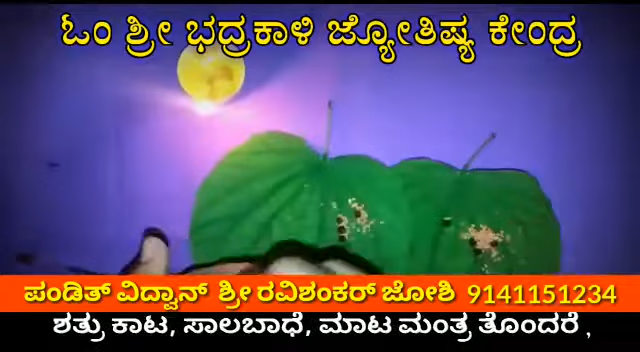 ಓಂ ಶ್ರೀ ಭದ್ರಕಾಳಿ ಜ್ಯೋತಿಷ್ಯ ಕೇಂದ್ರ
ಪಂಡಿತ್ ವಿದ್ವಾನ್ ಶ್ರೀ ರವಿಶಂಕರ್ ಜೋಶಿ 9141151234
ಶತ್ರು ಕಾಟ, ಸಾಲಬಾಧೆ, ಮಾಟ ಮಂತ್ರ ತೊಂದರೆ ,